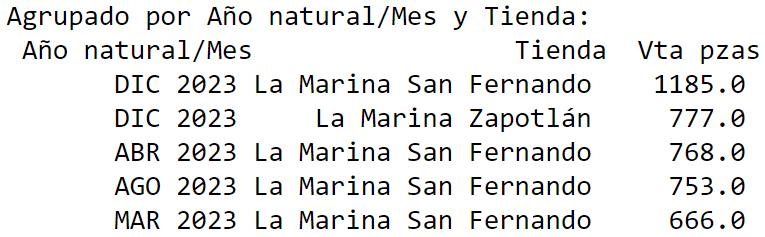 Agrupado por Año natural/Mes y Tienda:
Año natural/Mes Tienda Vta pzas
DIC 2023 La Marina San Fernando 1185.0
DIC 2023 La Marina Zapotlán 777.0
ABR 2023 La Marina San Fernando 768.0
AGO 2023 La Marina San Fernando 753.0
MAR 2023 La Marina San Fernando 666.0